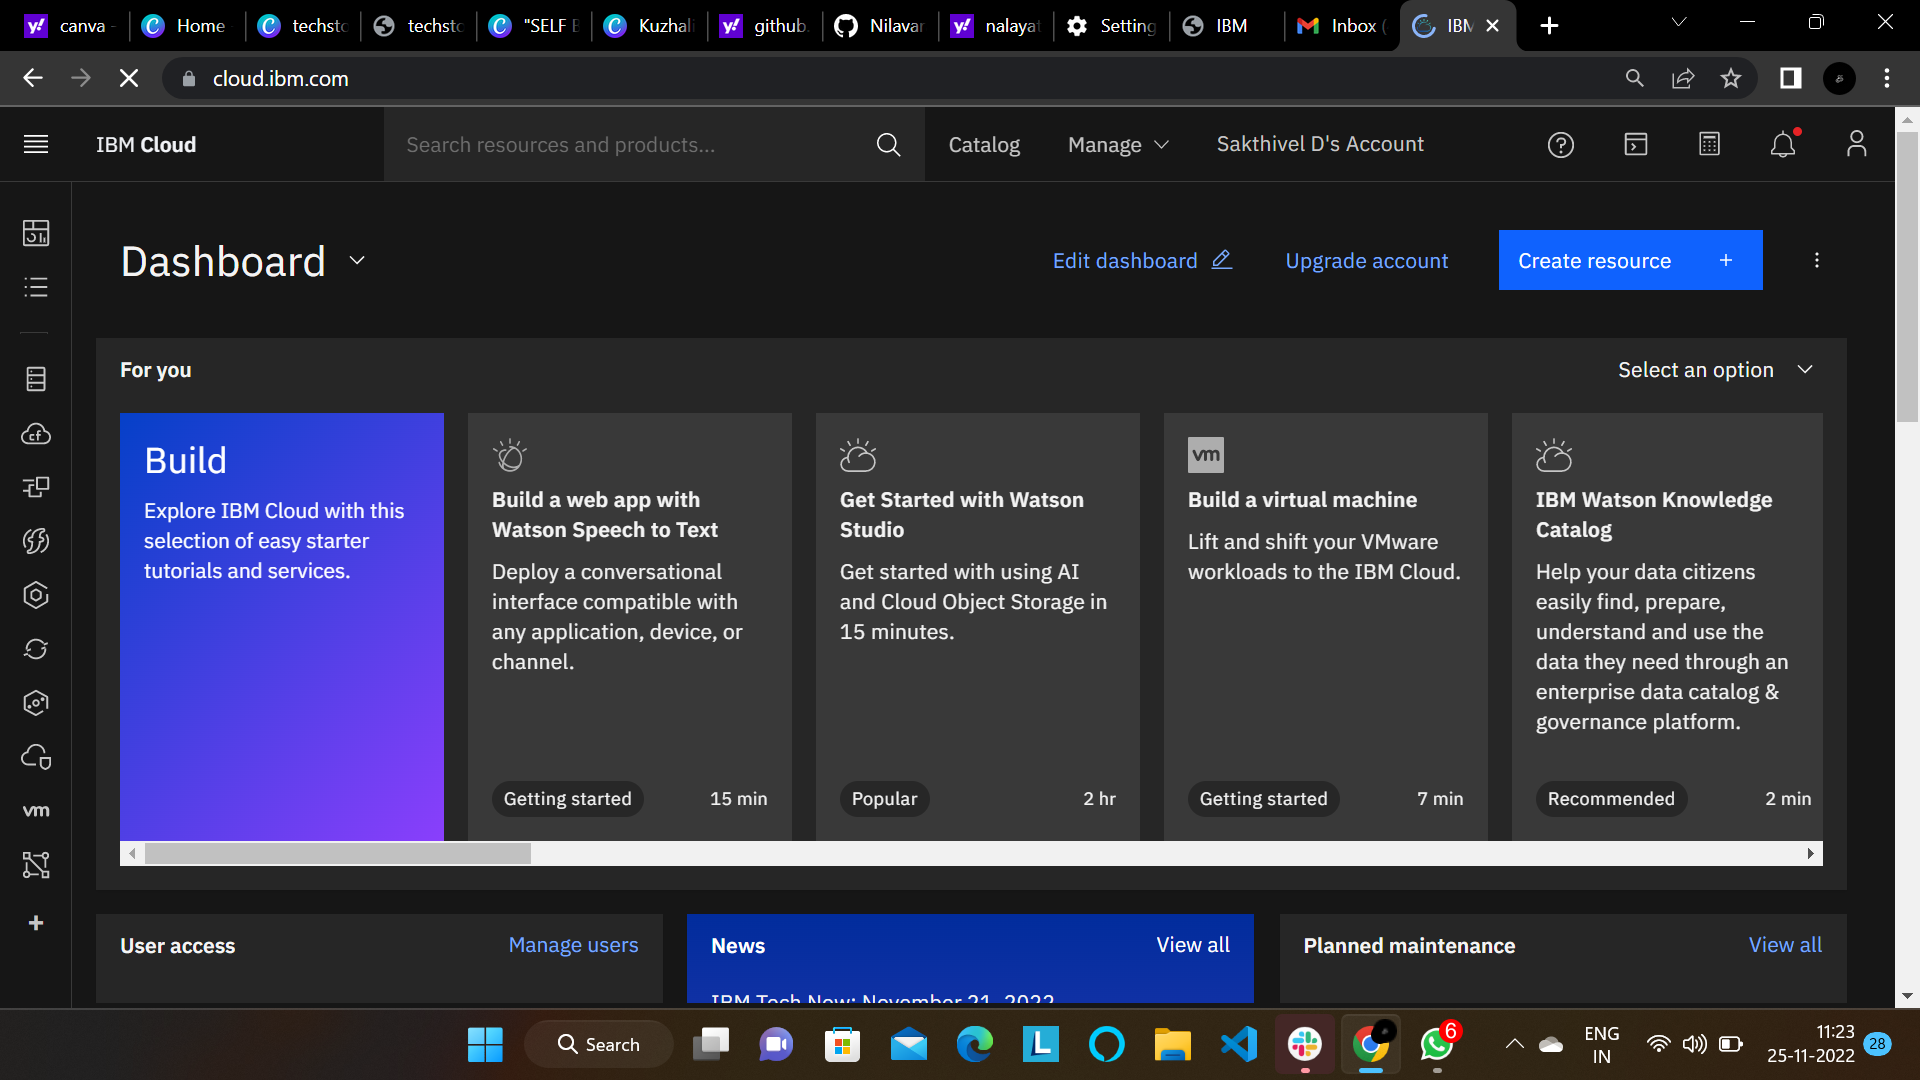 canva
Home
techsto
techsto
"SELF
Kuzhali
github.
Nilavar
nalayat
Setting
IBM
Inbox (
IBM
cloud.ibm.com
IBM Cloud
Search resources and products...
Catalog
Manage
Sakthivel D's Account
Dashboard
Edit dashboard
Upgrade account
Create resource +
For you
Select an option
Build
Explore IBM Cloud with this
selection of easy starter
tutorials and services.
Build a web app with
Watson Speech to Text
Deploy a conversational
interface compatible with
any application, device, or
channel.
Getting started
15 min
Get Started with Watson
Studio
Get started with using AI
and Cloud Object Storage in
15 minutes.
Popular
2 hr
vm
Build a virtual machine
Lift and shift your VMware
workloads to the IBM Cloud.
Getting started
7 min
IBM Watson Knowledge
Catalog
Help your data citizens
easily find, prepare,
understand and use the
data they need through an
enterprise data catalog &
governance platform.
Recommended
2 min
cf
vm
User access
Manage users
News
View all
IBM Tech Now: November 21, 2022
Planned maintenance
View all
Search
L
6
ENG
IN
11:23
25-11-2022
28